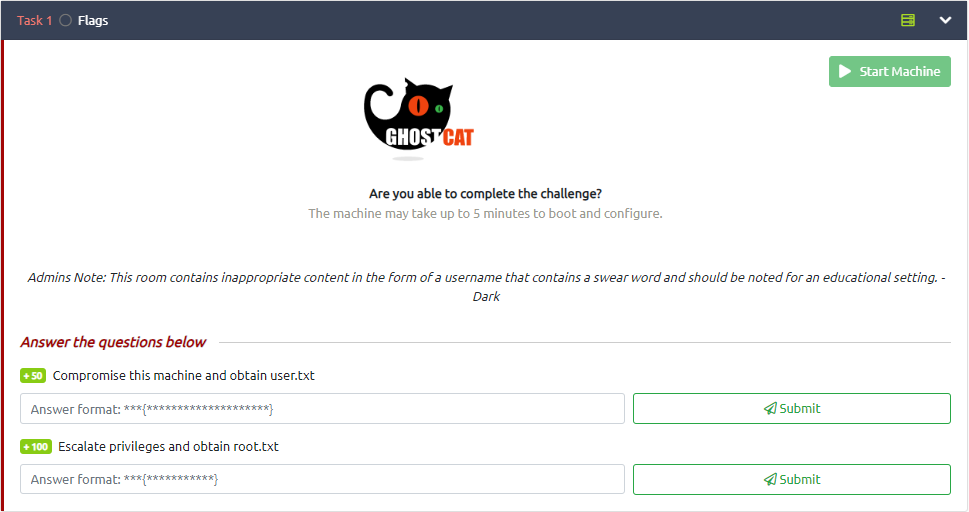 Task 1 Flags
Start Machine
GHOSTCAT
Are you able to complete the challenge?
The machine may take up to 5 minutes to boot and configure.
Admins Note: This room contains inappropriate content in the form of a username that contains a swear word and should be noted for an educational setting. -
Dark
Answer the questions below
+ 50 Compromise this machine and obtain user.txt
Answer format: ***{********************} Submit
+ 100 Escalate privileges and obtain root.txt
Answer format: ***{***********} Submit